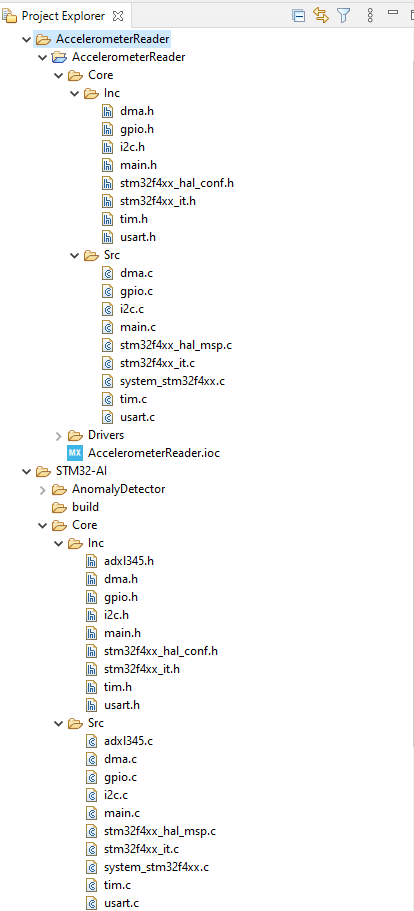 Project Explorer
AccelerometerReader
AccelerometerReader
Core
Inc
dma.h
gpio.h
i2c.h
main.h
stm32f4xx_hal_conf.h
stm32f4xx_it.h
tim.h
usart.h
Src
dma.c
gpio.c
i2c.c
main.c
stm32f4xx_hal_msp.c
stm32f4xx_it.c
system_stm32f4xx.c
tim.c
usart.c
Drivers
MX AccelerometerReader.ioc
STM32-AI
AnomalyDetector
build
Core
Inc
adxl345.h
dma.h
gpio.h
i2c.h
main.h
stm32f4xx_hal_conf.h
stm32f4xx_it.h
tim.h
usart.h
Src
adxl345.c
dma.c
gpio.c
i2c.c
main.c
stm32f4xx_hal_msp.c
stm32f4xx_it.c
system_stm32f4xx.c
tim.c
usart.c